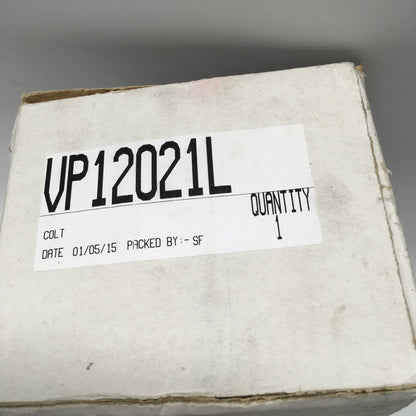 VP12021L
QUANTITY
1
COLT
DATE 01/05/15 PACKED BY:- SF